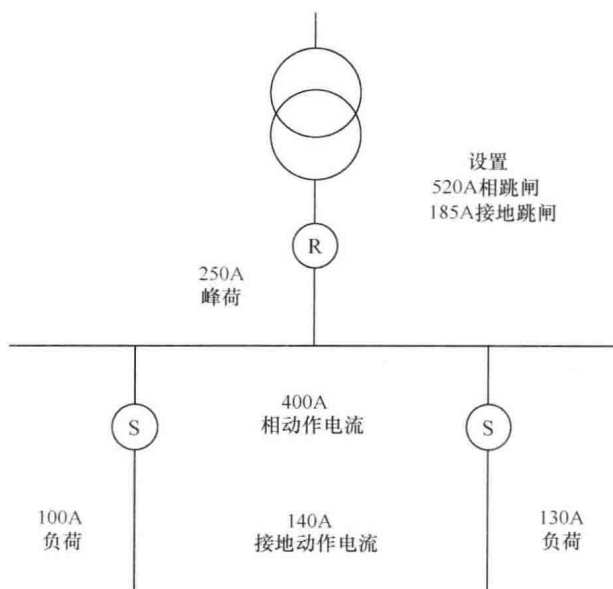 设置
520A相跳闸
185A接地跳闸
R
250A
峰荷
400A
相动作电流
S
S
100A
负荷
140A
接地动作电流
130A
负荷